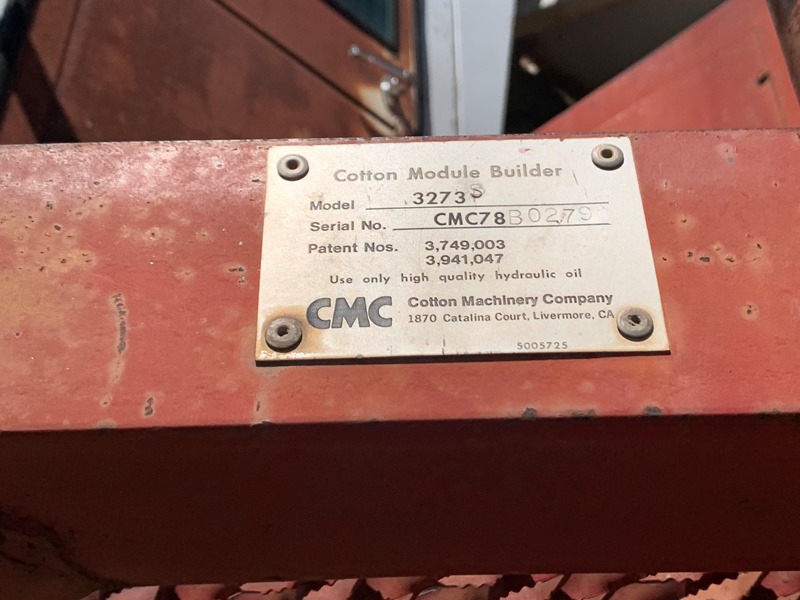 Cotton Module Builder
Model 3273 S
Serial No. CMC78B0279
Patent Nos. 3,749,003
3,941,047
Use only high quality hydraulic oil
CMC Cotton Machinery Company
1870 Catalina Court, Livermore, CA
5005725